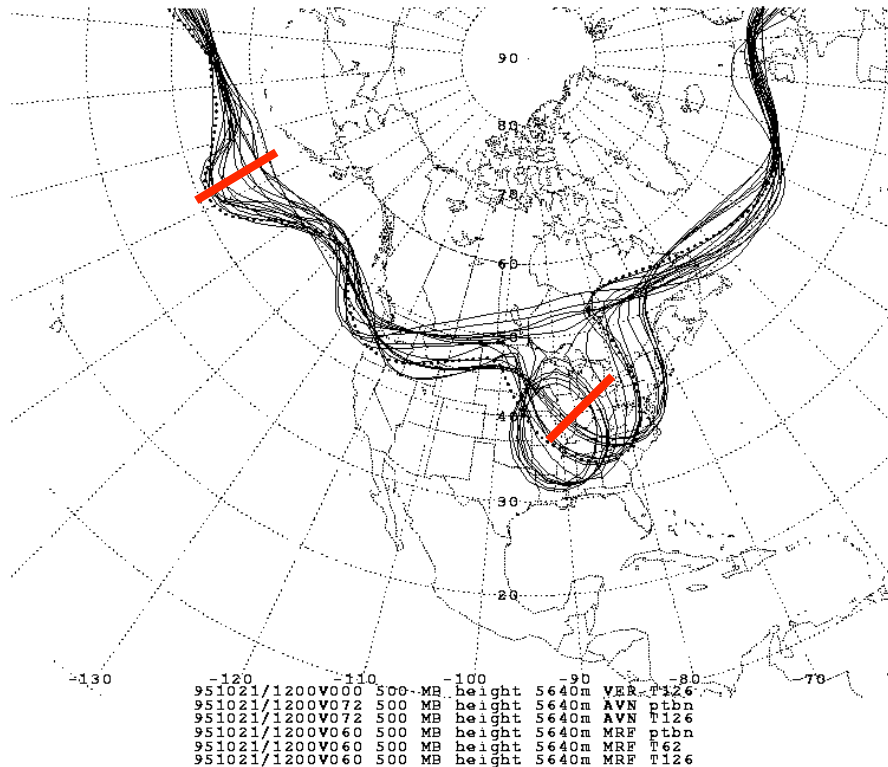 90
80
70
60
50
40
30
20
-130 -120 -110 -100 -90 -80 70
951021/1200V000 500 MB height 5640m VER T126
951021/1200V072 500 MB height 5640m AVN ptbn
951021/1200V072 500 MB height 5640m AVN T126
951021/1200V060 500 MB height 5640m MRF ptbn
951021/1200V060 500 MB height 5640m MRF T62
951021/1200V060 500 MB height 5640m MRF T126